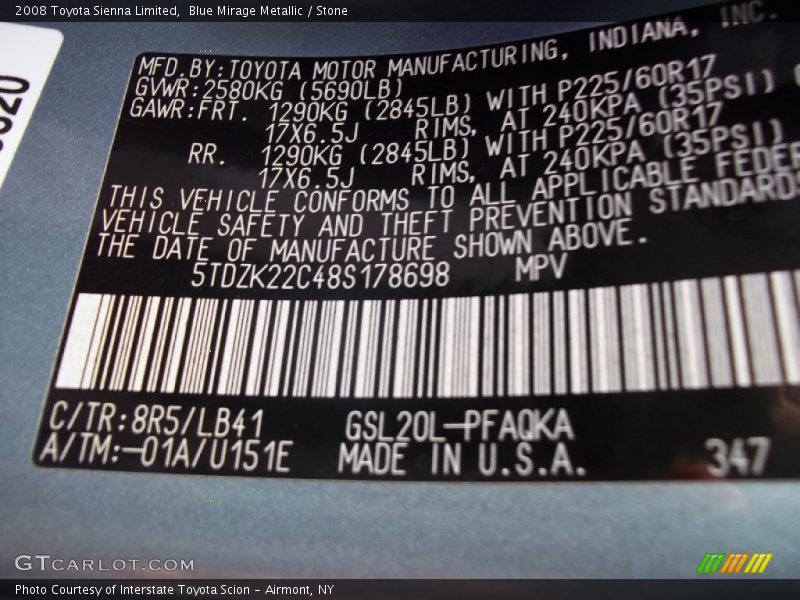 2008 Toyota Sienna Limited,  Blue Mirage Metallic / Stone
MFD.BY:TOYOTA MOTOR MANUFACTURING, INDIANA, INC.
GVWR:2580KG (5690LB)
GAWR:FRT. 1290KG (2845LB) WITH P225/60R17
17X6.5J RIMS, AT 240KPA (35PSI)
RR. 1290KG (2845LB) WITH P225/60R17
17X6.5J RIMS, AT 240KPA (35PSI)
THIS VEHICLE CONFORMS TO ALL APPLICABLE FEDER
VEHICLE SAFETY AND THEFT PREVENTION STANDARDS
THE DATE OF MANUFACTURE SHOWN ABOVE.
5TDZK22C48S178698 MPV
C/TR:8R5/LB41 GSL20L-PFAQKA
A/TM:-01A/U151E MADE IN U.S.A. 347
GTCARLOT.COM
Photo Courtesy of Interstate Toyota Scion - Airmont, NY